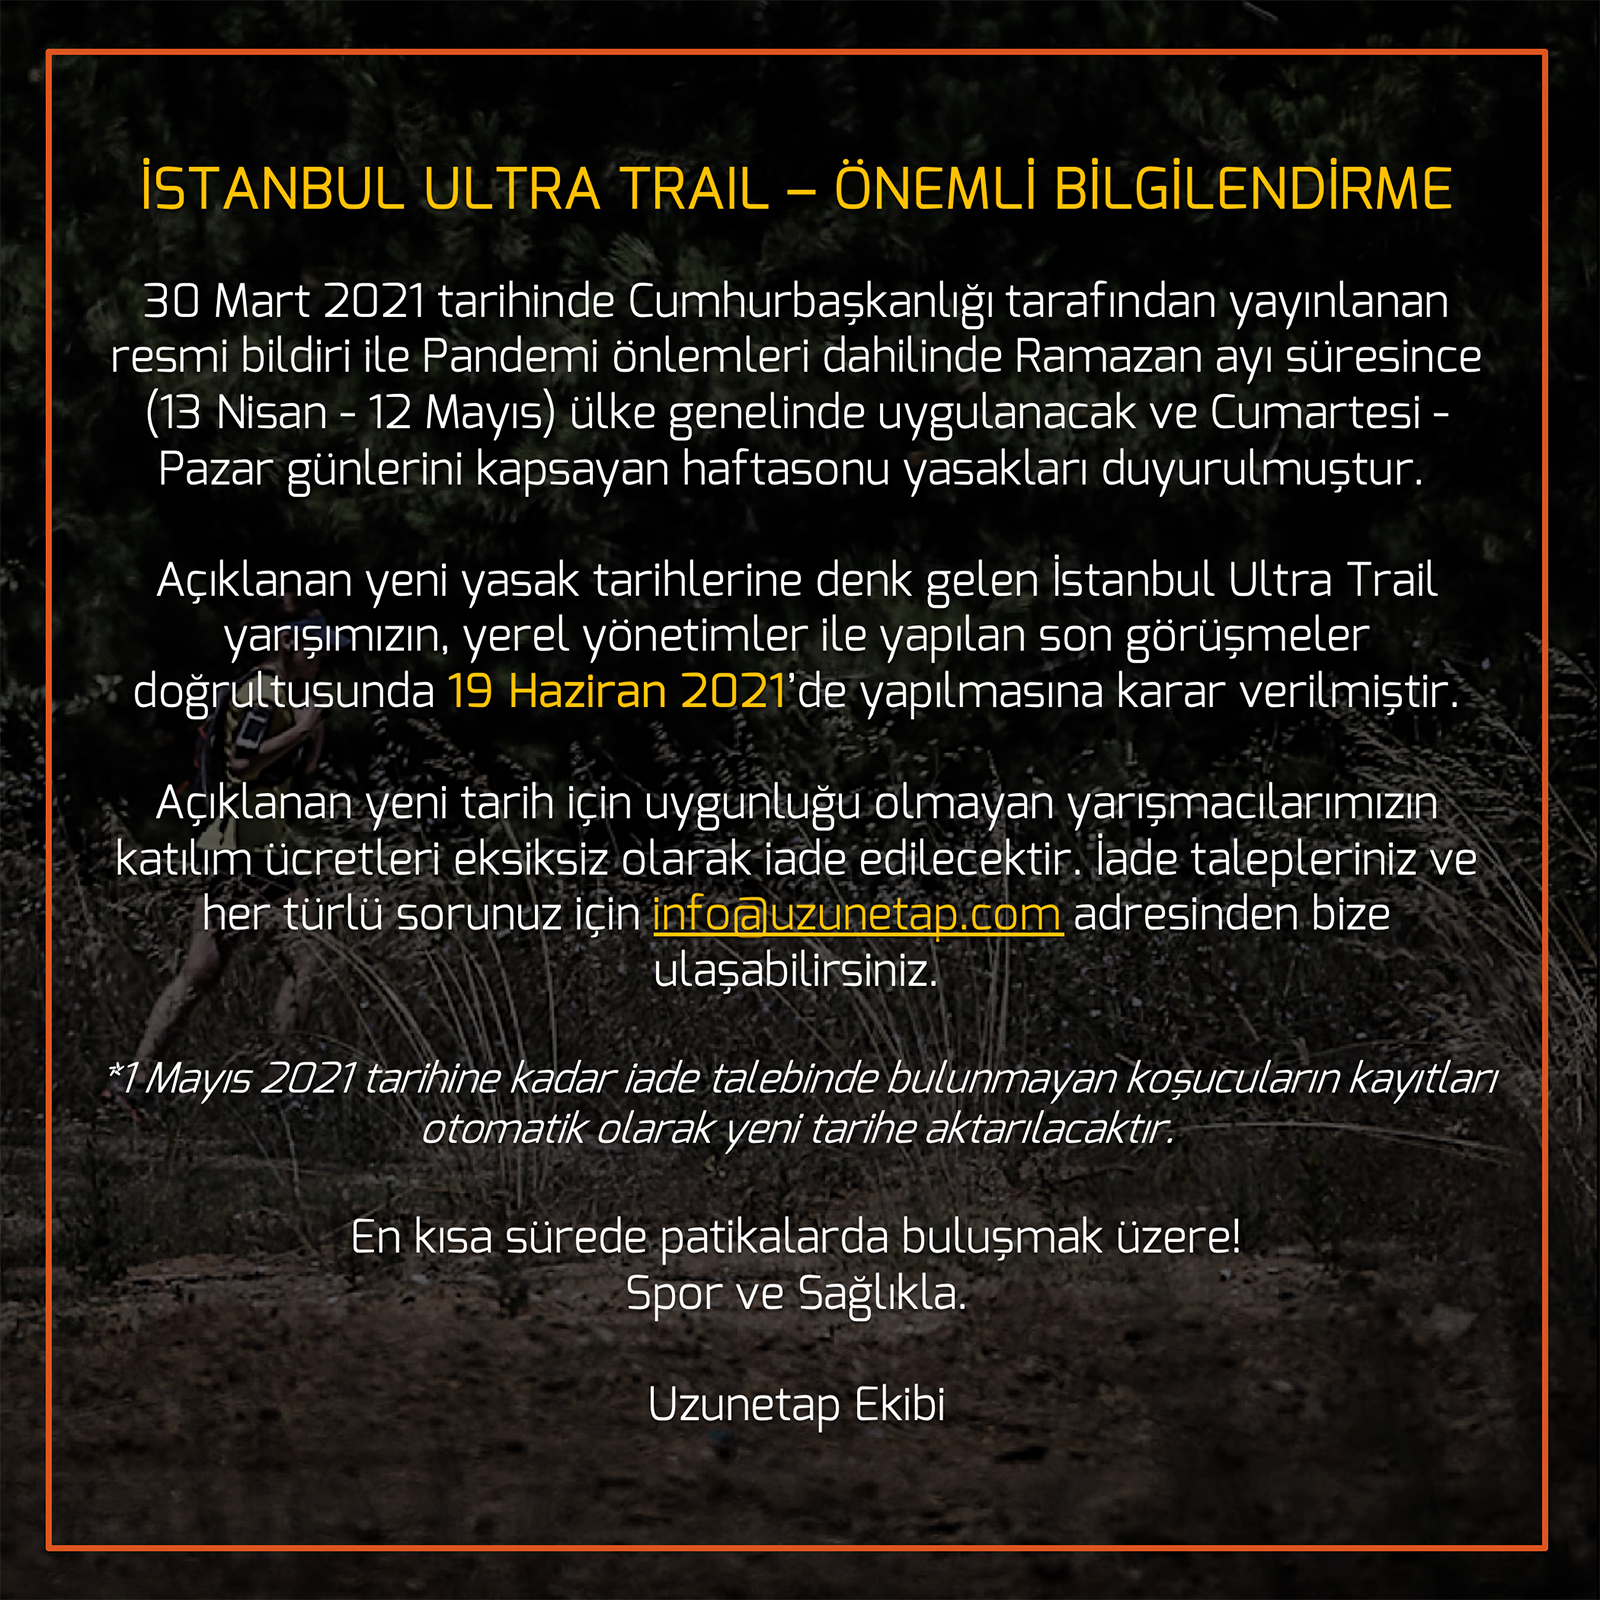 İSTANBUL ULTRA TRAIL – ÖNEMLİ BİLGİLENDİRME
30 Mart 2021 tarihinde Cumhurbaşkanlığı tarafından yayınlanan
resmi bildiri ile Pandemi önlemleri dahilinde Ramazan ayı süresince
(13 Nisan - 12 Mayıs) ülke genelinde uygulanacak ve Cumartesi -
Pazar günlerini kapsayan haftasonu yasakları duyurulmuştur.
Açıklanan yeni yasak tarihlerine denk gelen İstanbul Ultra Trail
yarışımızın, yerel yönetimler ile yapılan son görüşmeler
doğrultusunda 19 Haziran 2021’de yapılmasına karar verilmiştir.
Açıklanan yeni tarih için uygunluğu olmayan yarışmacılarımızın
katılım ücretleri eksiksiz olarak iade edilecektir. İade talepleriniz ve
her türlü sorunuz için info@uzunetap.com adresinden bize
ulaşabilirsiniz.
*1 Mayıs 2021 tarihine kadar iade talebinde bulunmayan koşucuların kayıtları
otomatik olarak yeni tarihe aktarılacaktır.
En kısa sürede patikalarda buluşmak üzere!
Spor ve Sağlıkla.
Uzunetap Ekibi